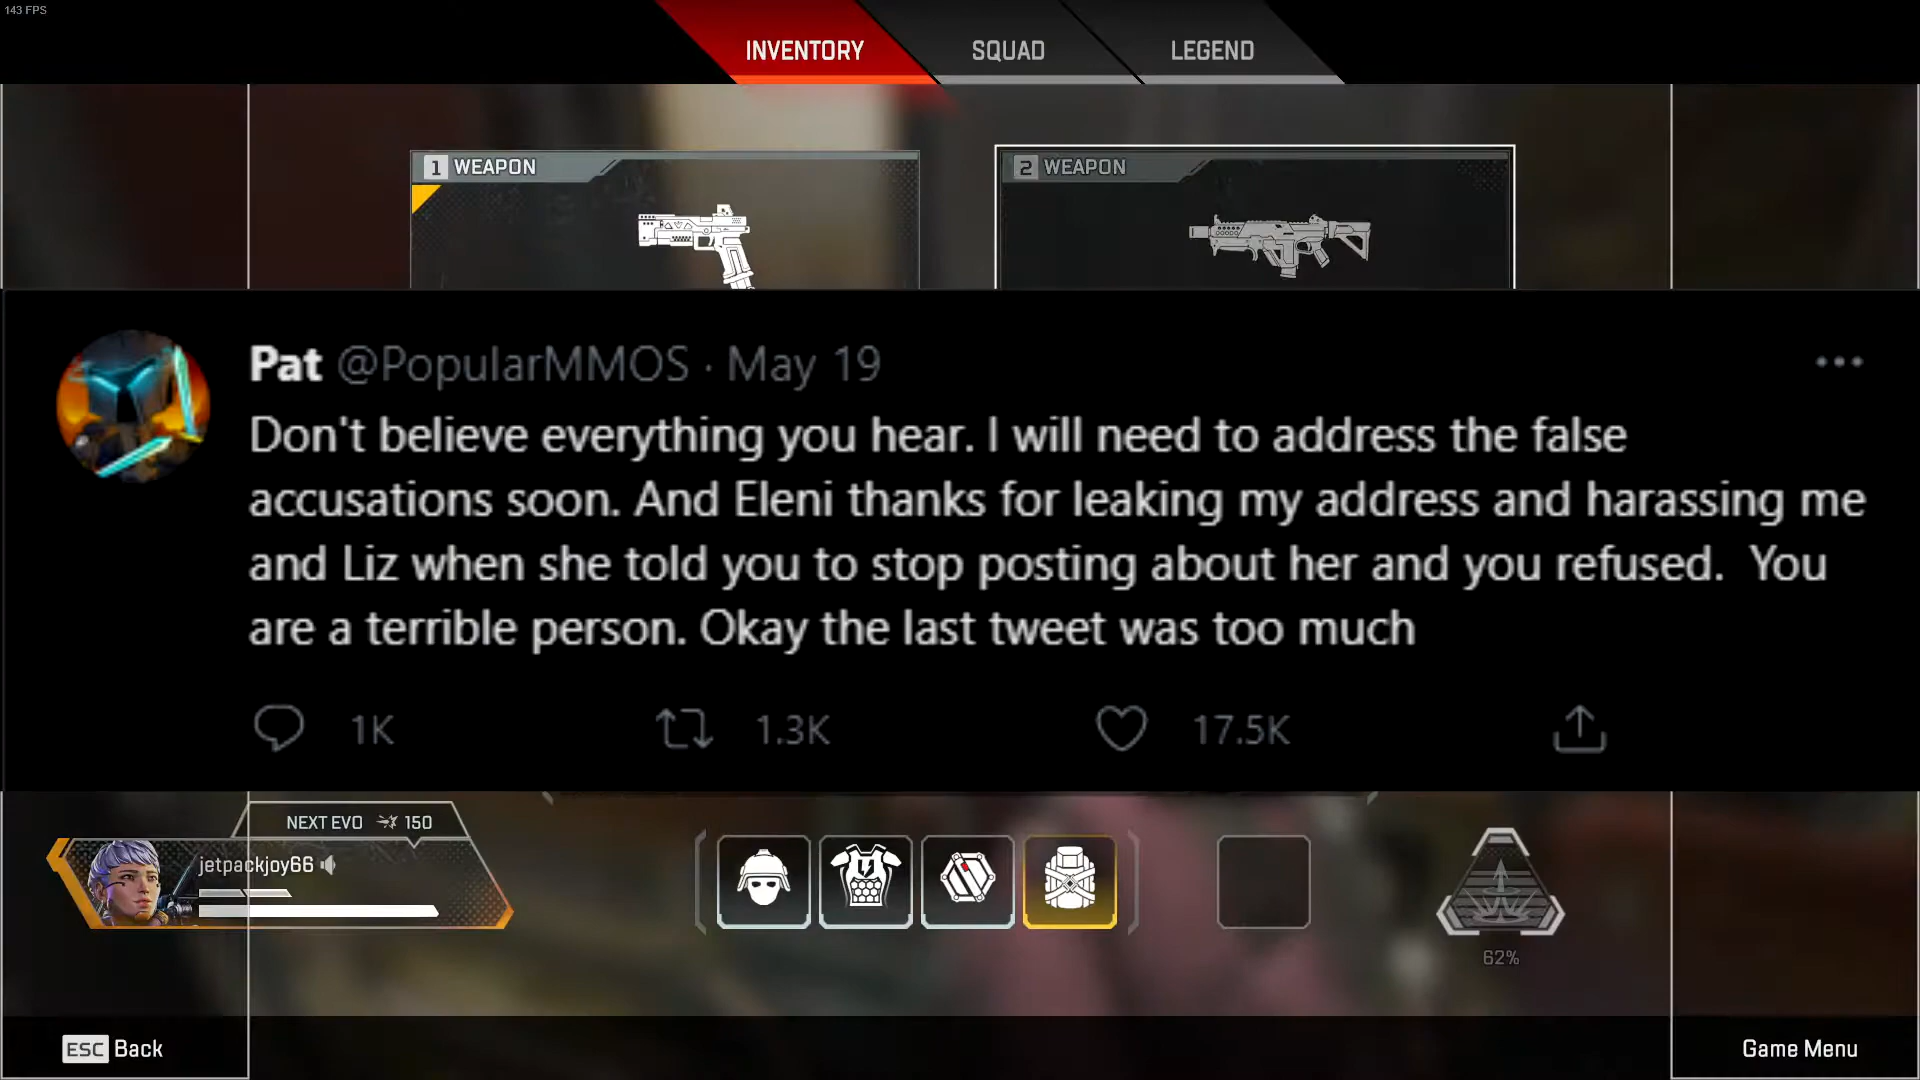 143 FPS
INVENTORY
SQUAD
LEGEND
1 WEAPON
2 WEAPON
Pat @PopularMMOS · May 19
Don't believe everything you hear. I will need to address the false
accusations soon. And Eleni thanks for leaking my address and harassing me
and Liz when she told you to stop posting about her and you refused.  You
are a terrible person. Okay the last tweet was too much
1K
1.3K
17.5K
NEXT EVO 150
jetpackjoy66
62%
ESC Back
Game Menu